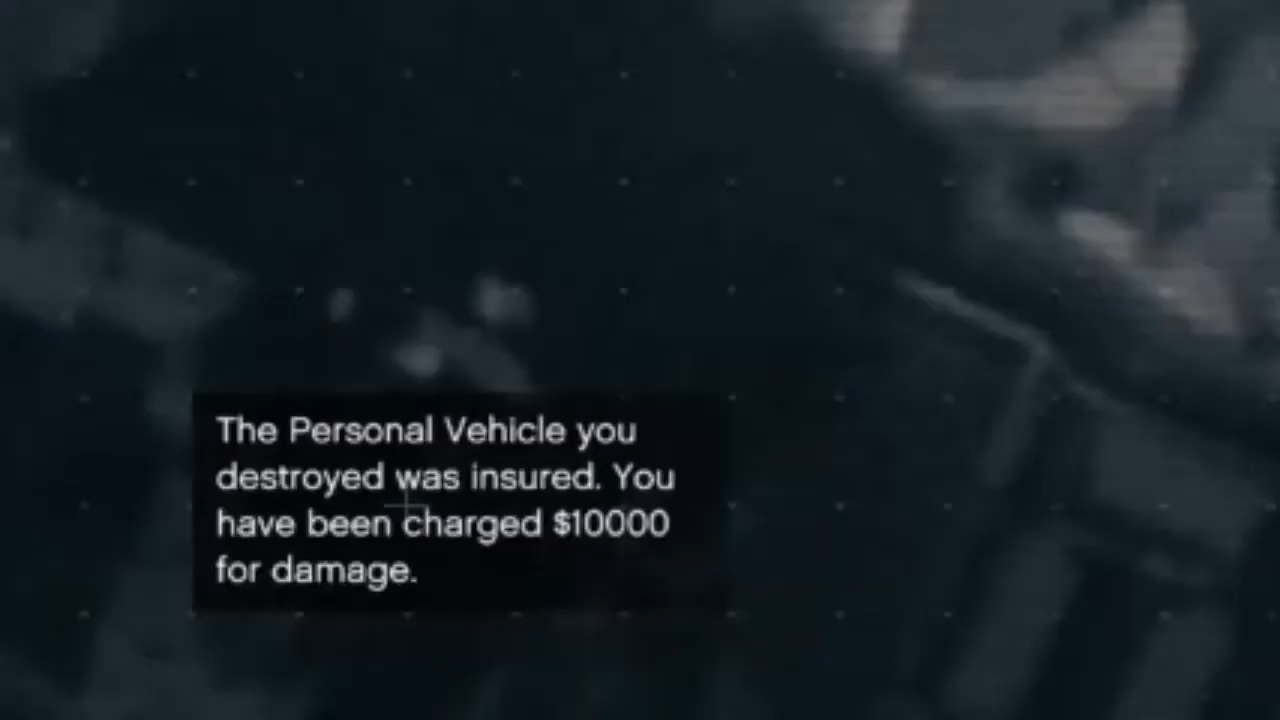 The Personal Vehicle you
destroyed was insured. You
have been charged $10000
for damage.